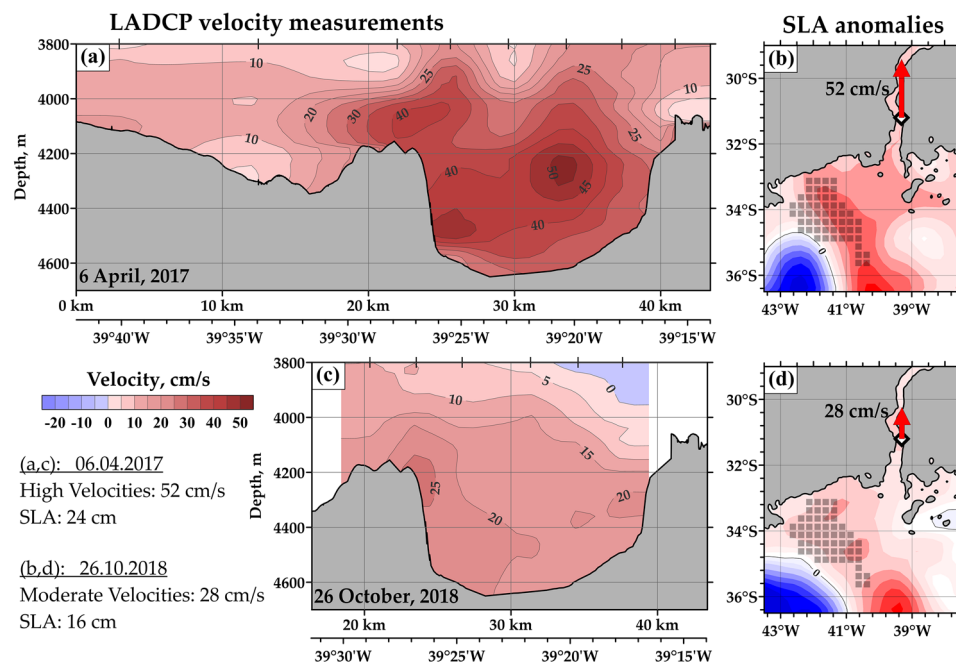 LADCP velocity measurements
SLA anomalies
(a)
3800
4000
4200
4400
4600
Depth, m
10
10
20
30
40
25
40
50
45
40
25
25
10
6 April, 2017
0 km
10 km
20 km
30 km
40 km
39°40'W
39°35'W
39°30'W
39°25'W
39°20'W
39°15'W
(b)
30°S
32°S
34°S
36°S
52 cm/s
0
43°W
41°W
39°W
Velocity, cm/s
-20
-10
0
10
20
30
40
50
(a,c): 06.04.2017
High Velocities: 52 cm/s
SLA: 24 cm
(b,d): 26.10.2018
Moderate Velocities: 28 cm/s
SLA: 16 cm
(c)
3800
4000
4200
4400
4600
Depth, m
5
0
10
15
25
20
20
26 October, 2018
20 km
30 km
40 km
39°30'W
39°25'W
39°20'W
39°15'W
(d)
30°S
32°S
34°S
36°S
28 cm/s
0
43°W
41°W
39°W